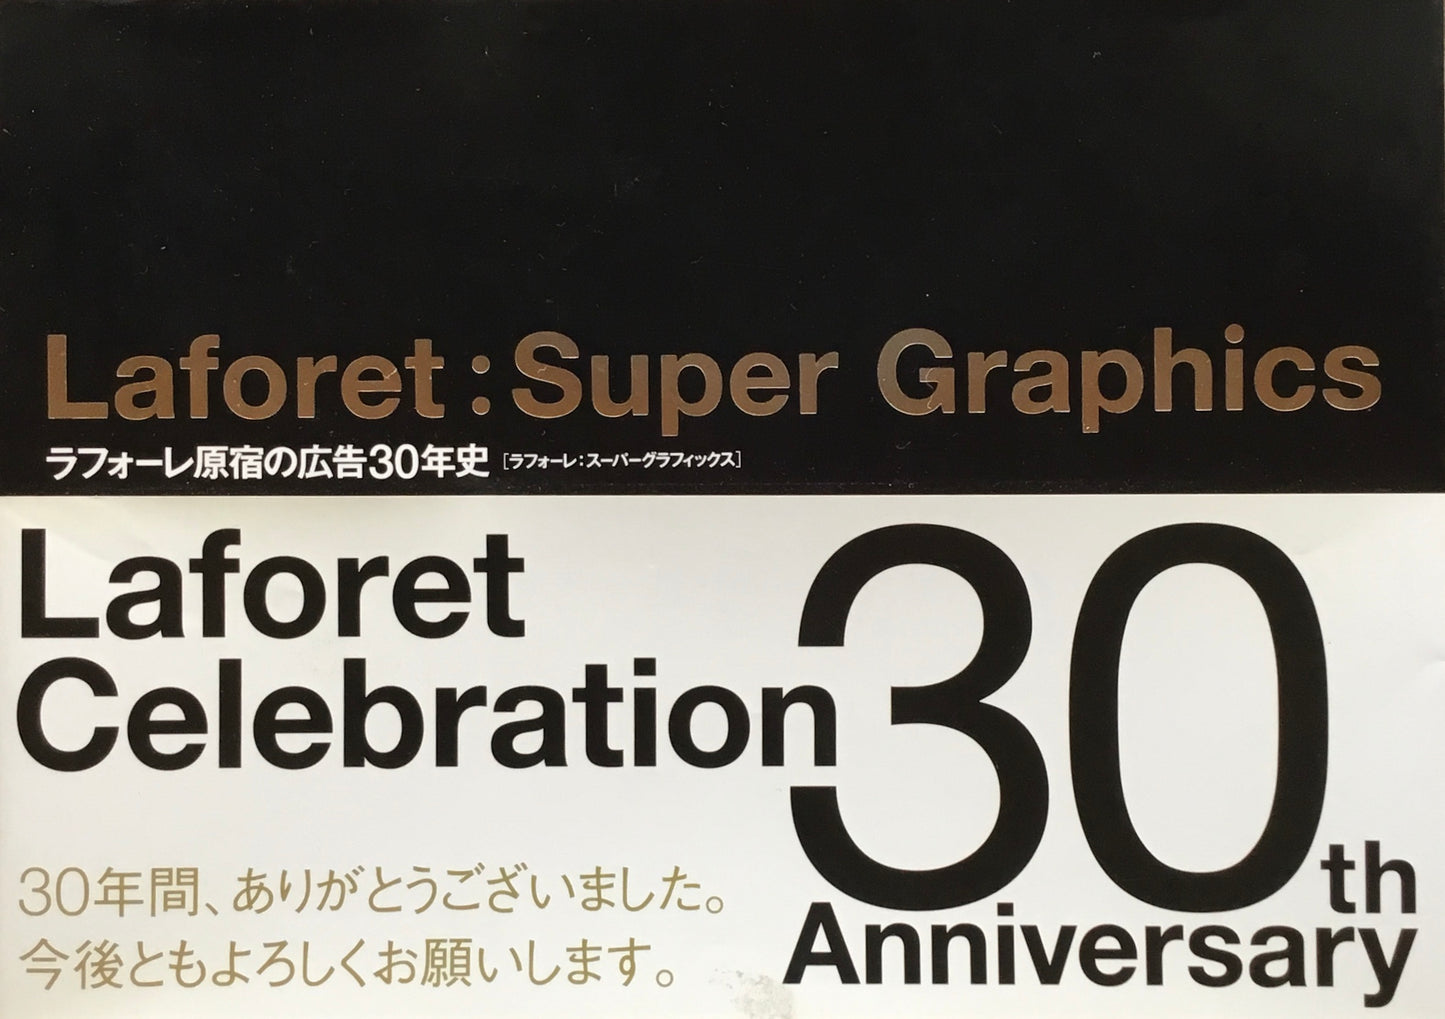 Laforet:Super Graphics
ラフォーレ原宿の広告30年史 [ラフォーレ:スーパーグラフィックス]
Laforet
Celebration
30th
Anniversary
30年間、ありがとうございました。
今後ともよろしくお願いします。